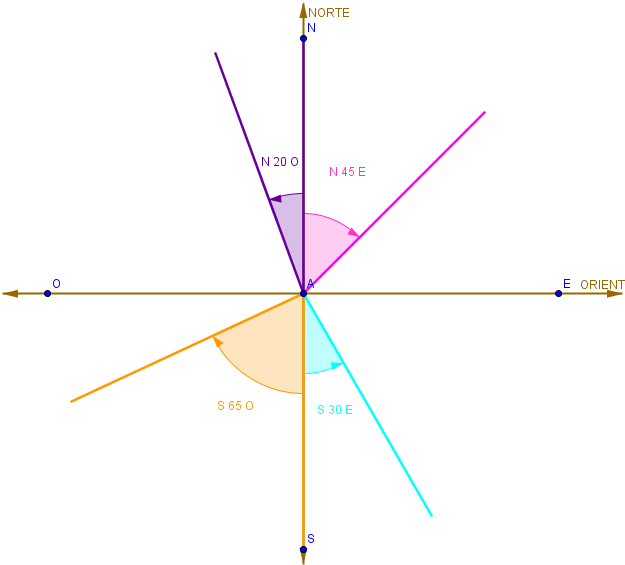 NORTE
N
N 20 O
N 45 E
O
A
E
ORIENT
S 65 O
S 30 E
S